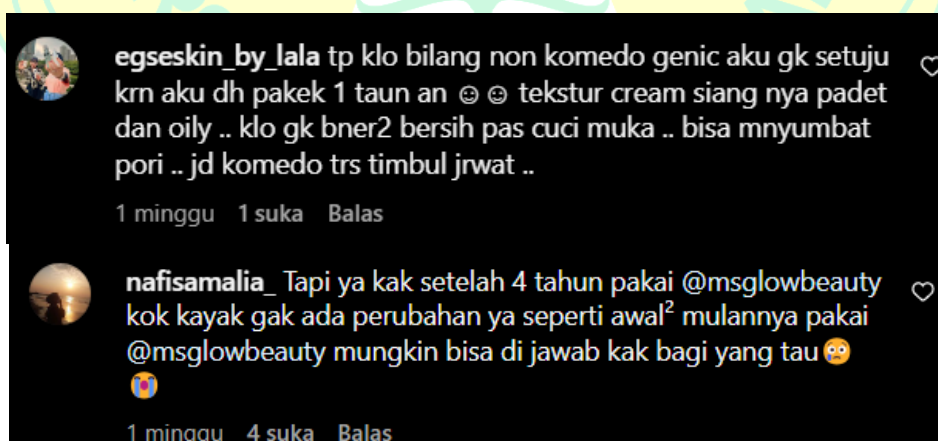 egseskin_by_lala tp klo bilang non komedo genic aku gk setuju
krn aku dh pakek 1 taun an ☺☺ tekstur cream siang nya padet
dan oily .. klo gk bner2 bersih pas cuci muka .. bisa mnyumbat
pori .. jd komedo trs timbul jrwat ..
1 minggu 1 suka Balas
nafisamalia_ Tapi ya kak setelah 4 tahun pakai @msglowbeauty
kok kayak gak ada perubahan ya seperti awal² mulannya pakai
@msglowbeauty mungkin bisa di jawab kak bagi yang tau😢
😭
1 minggu 4 suka Balas